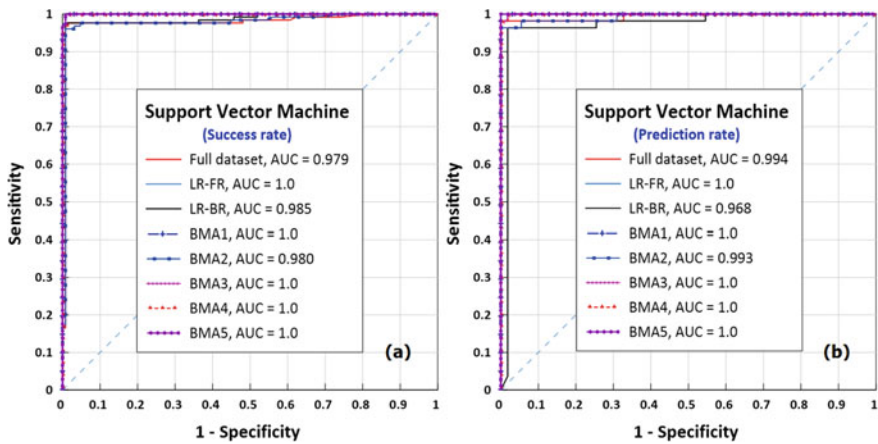 1
0.9
0.8
0.7
0.6
0.5
0.4
0.3
0.2
0.1
0
Sensitivity
Support Vector Machine
(Success rate)
Full dataset, AUC = 0.979
LR-FR, AUC = 1.0
LR-BR, AUC = 0.985
BMA1, AUC = 1.0
BMA2, AUC = 0.980
BMA3, AUC = 1.0
BMA4, AUC = 1.0
BMA5, AUC = 1.0
(a)
0 0.1 0.2 0.3 0.4 0.5 0.6 0.7 0.8 0.9 1
1 - Specificity
1
0.9
0.8
0.7
0.6
0.5
0.4
0.3
0.2
0.1
0
Sensitivity
Support Vector Machine
(Prediction rate)
Full dataset, AUC = 0.994
LR-FR, AUC = 1.0
LR-BR, AUC = 0.968
BMA1, AUC = 1.0
BMA2, AUC = 0.993
BMA3, AUC = 1.0
BMA4, AUC = 1.0
BMA5, AUC = 1.0
(b)
0 0.1 0.2 0.3 0.4 0.5 0.6 0.7 0.8 0.9 1
1 - Specificity